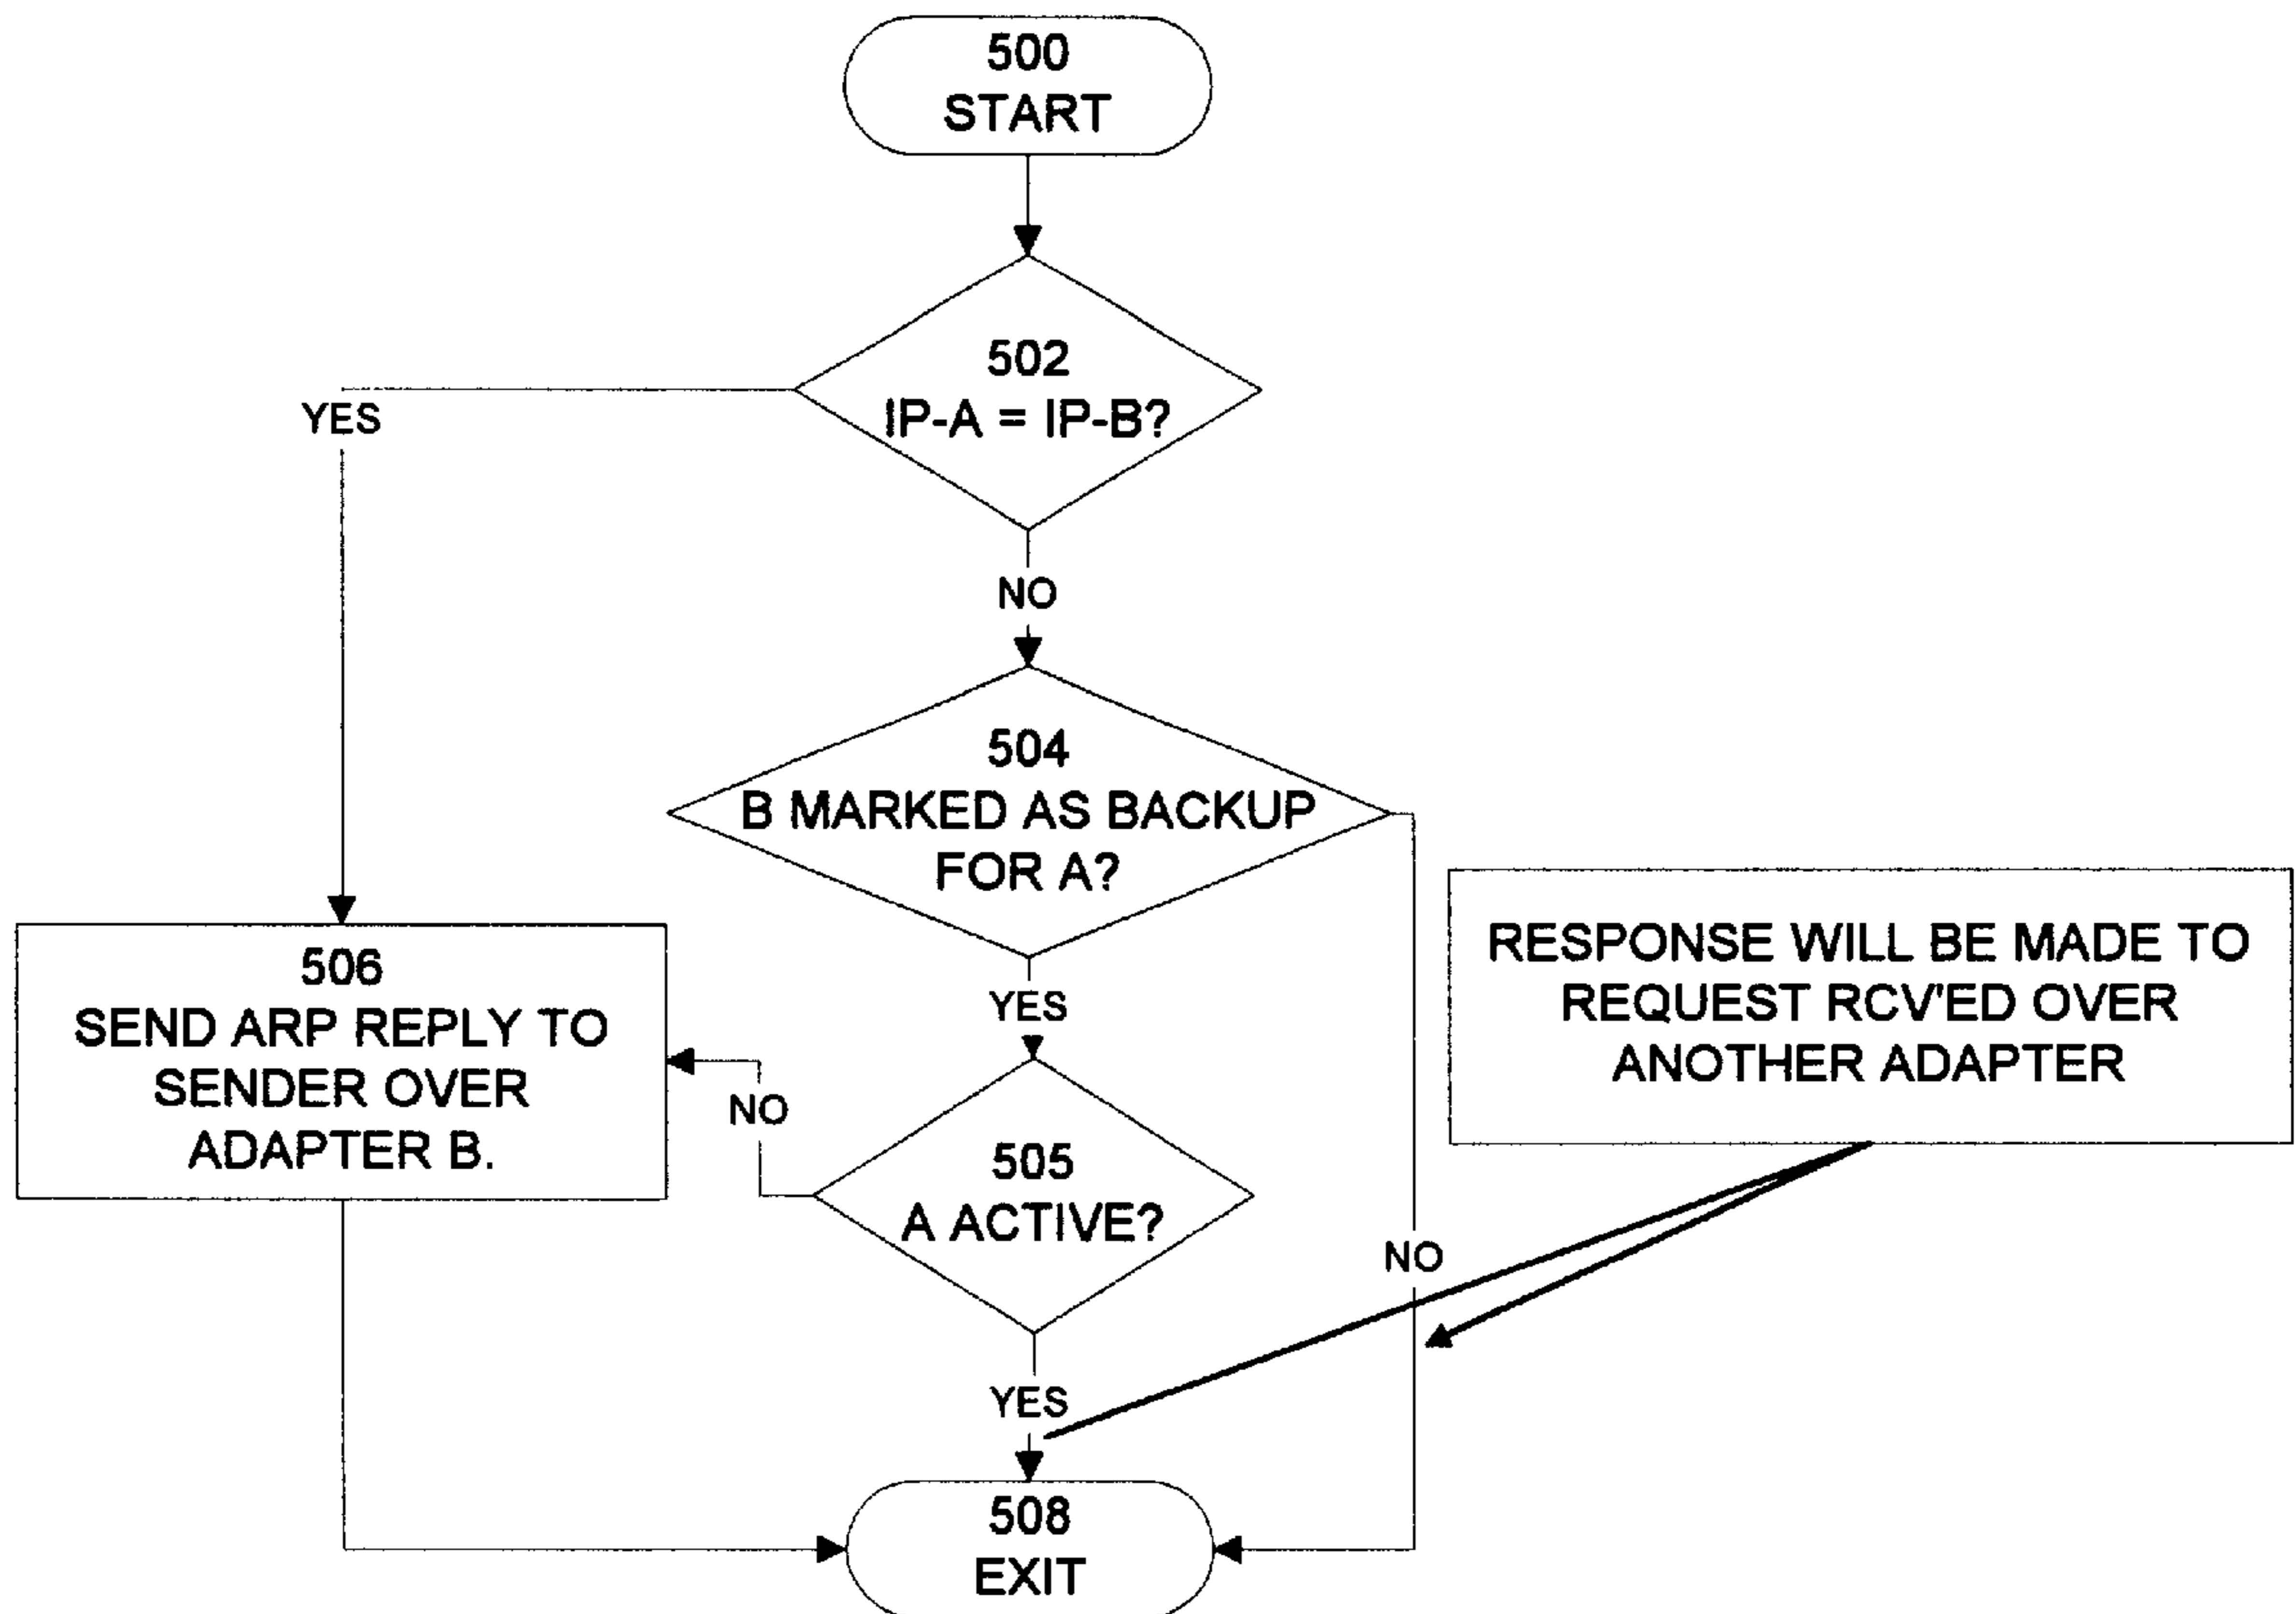 500
START
502
IP-A = IP-B?
YES
NO
504
B MARKED AS BACKUP
FOR A?
506
SEND ARP REPLY TO
SENDER OVER
ADAPTER B.
YES
NO
505
A ACTIVE?
RESPONSE WILL BE MADE TO
REQUEST RCV'ED OVER
ANOTHER ADAPTER
NO
YES
508
EXIT